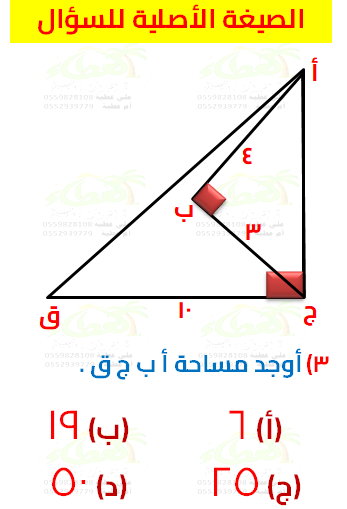 الصيغة الأصلية للسؤال
أ
٤
ب
٣
ق
١٠
ج
٣) أوجد مساحة أ ب ج ق .
(أ) ٦
(ب) ١٩
(ج) ٢٥
(د) ٥٠